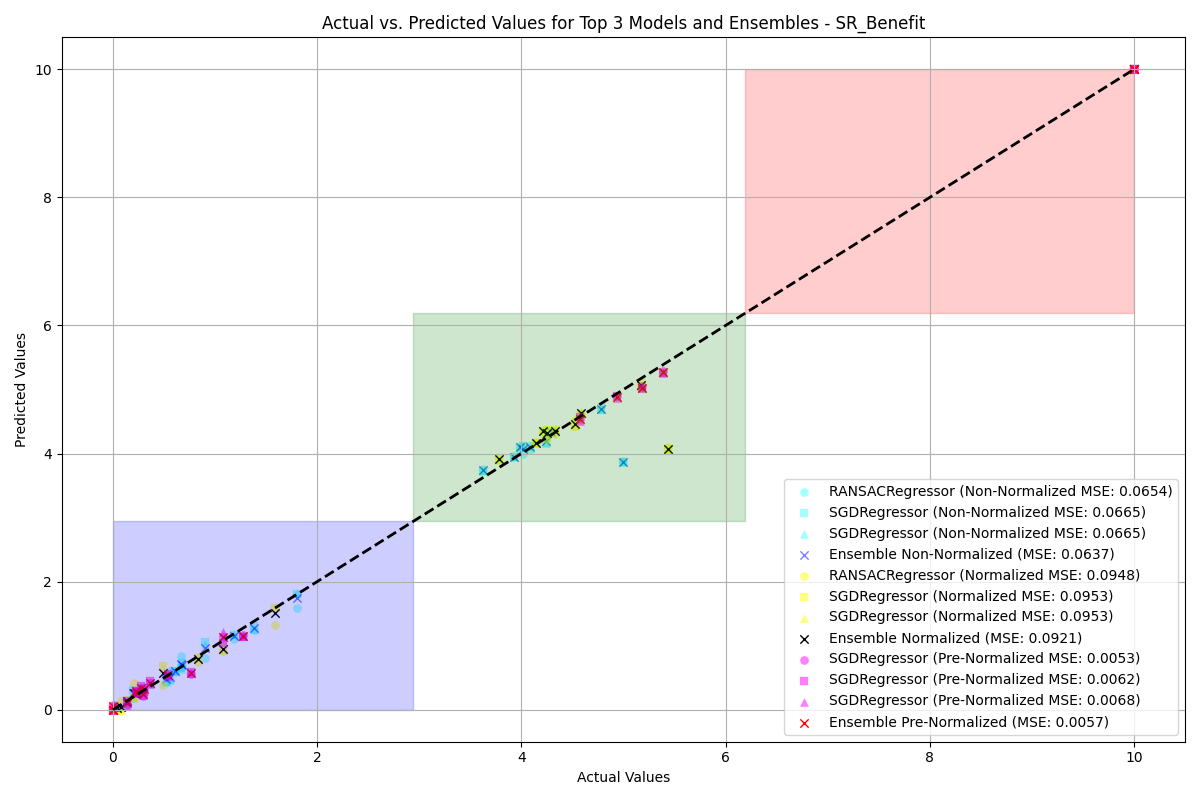 Actual vs. Predicted Values for Top 3 Models and Ensembles - SR_Benefit
10
8
6
4
2
0
Predicted Values
RANSACRegressor (Non-Normalized MSE: 0.0654)
SGDRegressor (Non-Normalized MSE: 0.0665)
SGDRegressor (Non-Normalized MSE: 0.0665)
Ensemble Non-Normalized (MSE: 0.0637)
RANSACRegressor (Normalized MSE: 0.0948)
SGDRegressor (Normalized MSE: 0.0953)
SGDRegressor (Normalized MSE: 0.0953)
Ensemble Normalized (MSE: 0.0921)
SGDRegressor (Pre-Normalized MSE: 0.0053)
SGDRegressor (Pre-Normalized MSE: 0.0062)
SGDRegressor (Pre-Normalized MSE: 0.0068)
Ensemble Pre-Normalized (MSE: 0.0057)
0 2 4 6 8 10
Actual Values